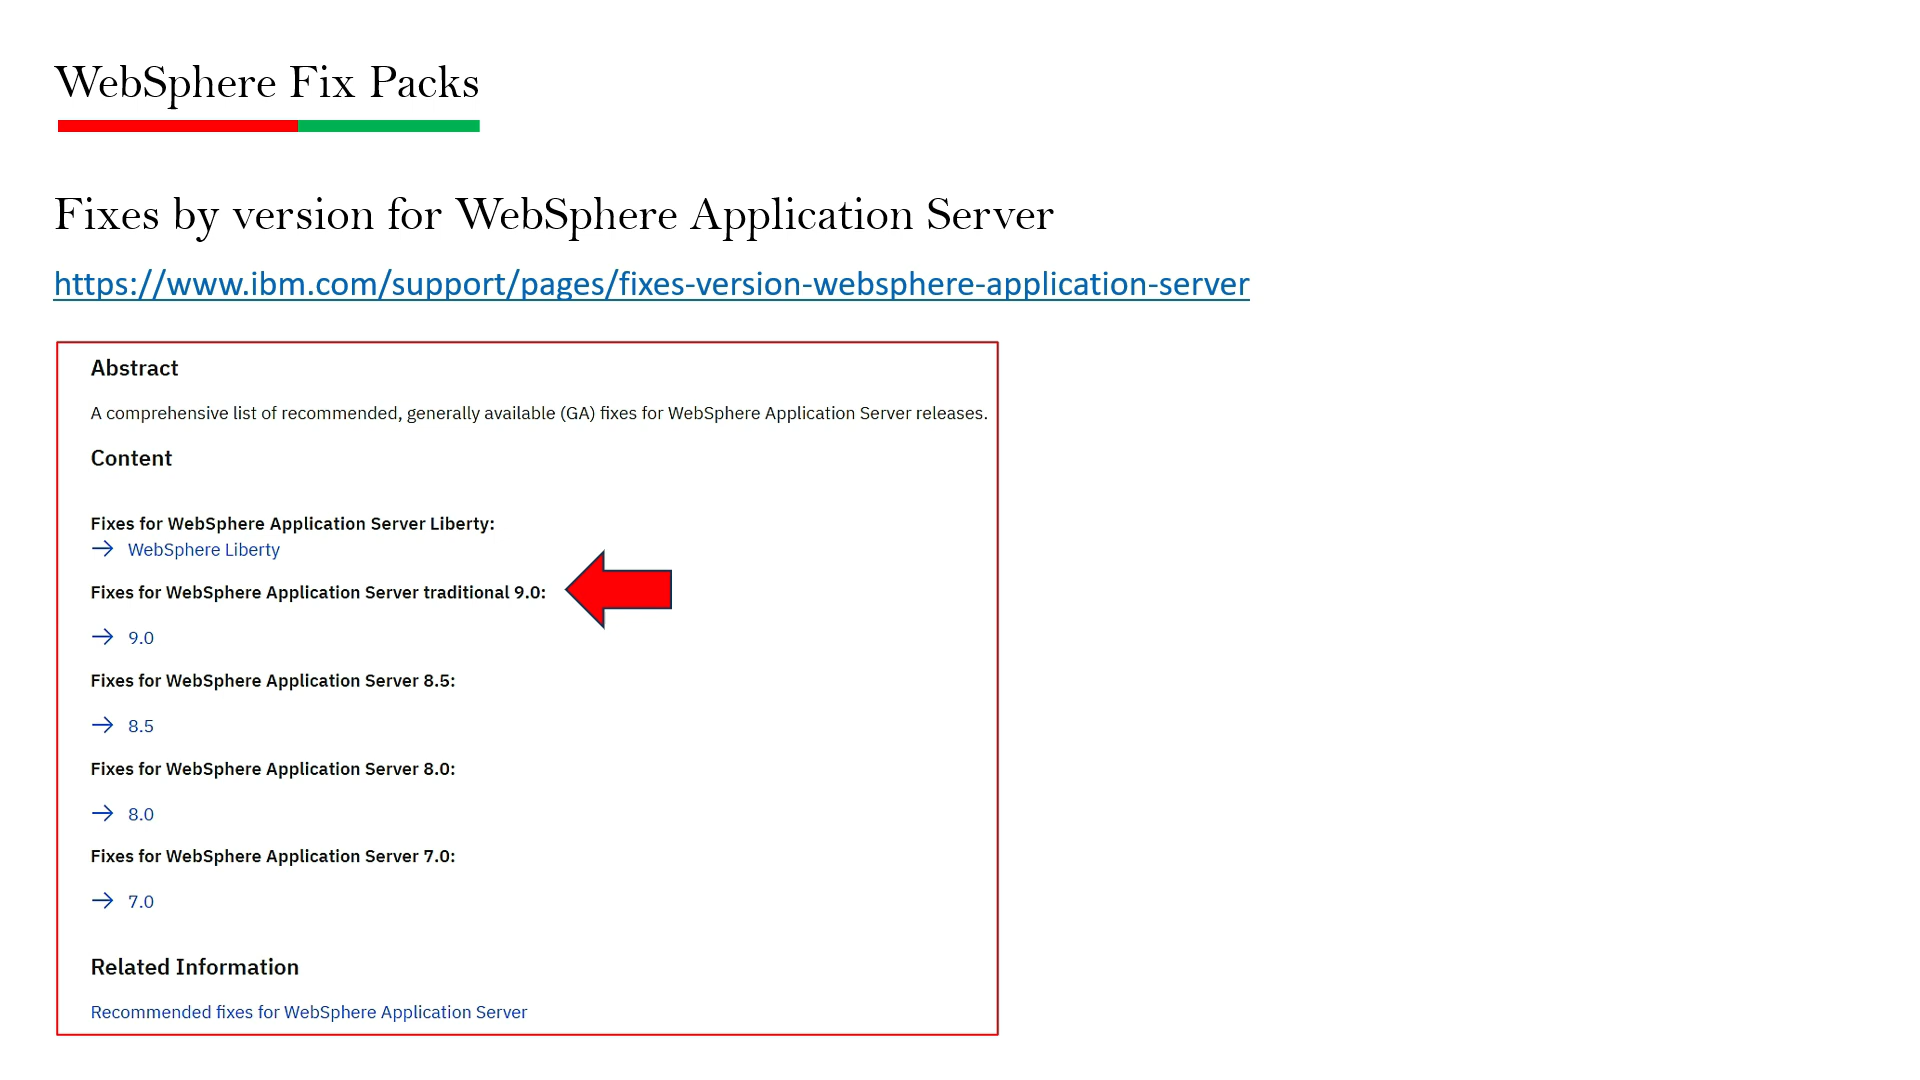 WebSphere Fix Packs
Fixes by version for WebSphere Application Server
https://www.ibm.com/support/pages/fixes-version-websphere-application-server
Abstract
A comprehensive list of recommended, generally available (GA) fixes for WebSphere Application Server releases.
Content
Fixes for WebSphere Application Server Liberty:
→ WebSphere Liberty
Fixes for WebSphere Application Server traditional 9.0:
→ 9.0
Fixes for WebSphere Application Server 8.5:
→ 8.5
Fixes for WebSphere Application Server 8.0:
→ 8.0
Fixes for WebSphere Application Server 7.0:
→ 7.0
Related Information
Recommended fixes for WebSphere Application Server